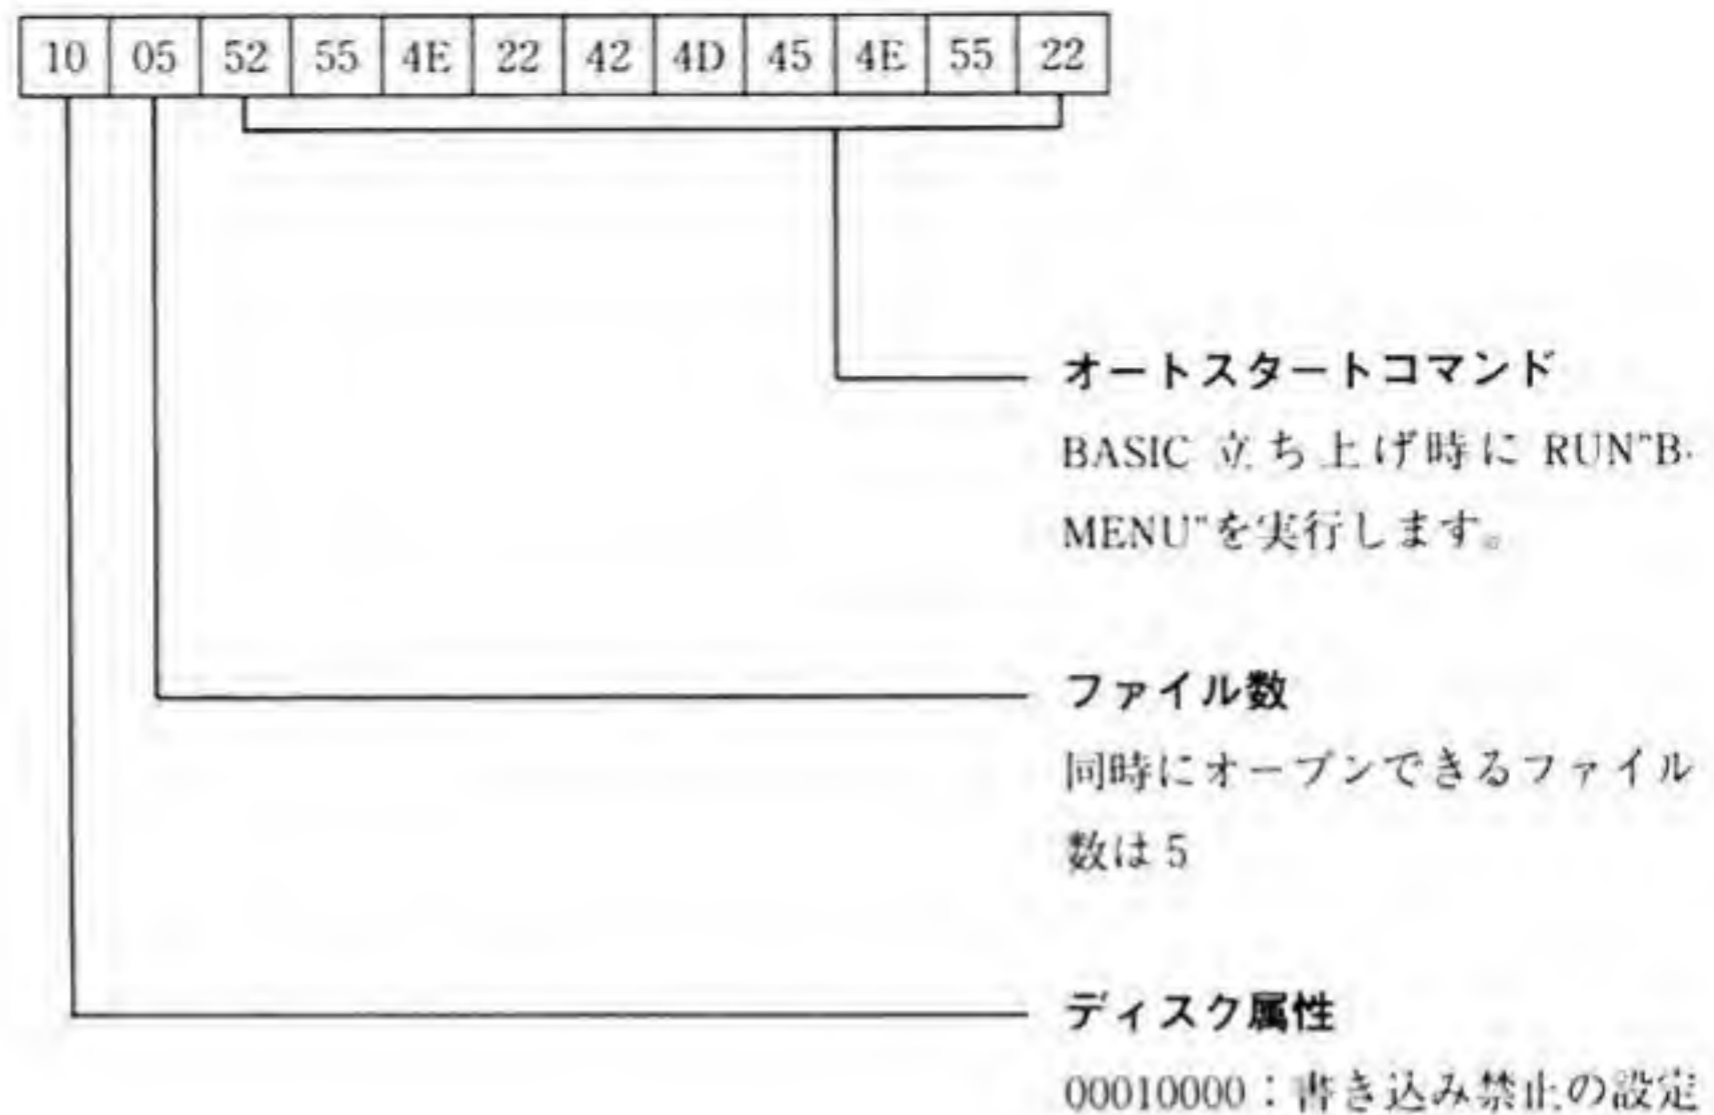 10 05 52 55 4E 22 42 4D 45 4E 55 22
オートスタートコマンド
BASIC 立ち上げ時に RUN"B-
MENU"を実行します。
ファイル数
同時にオープンできるファイル
数は 5
ディスク属性
00010000：書き込み禁止の設定